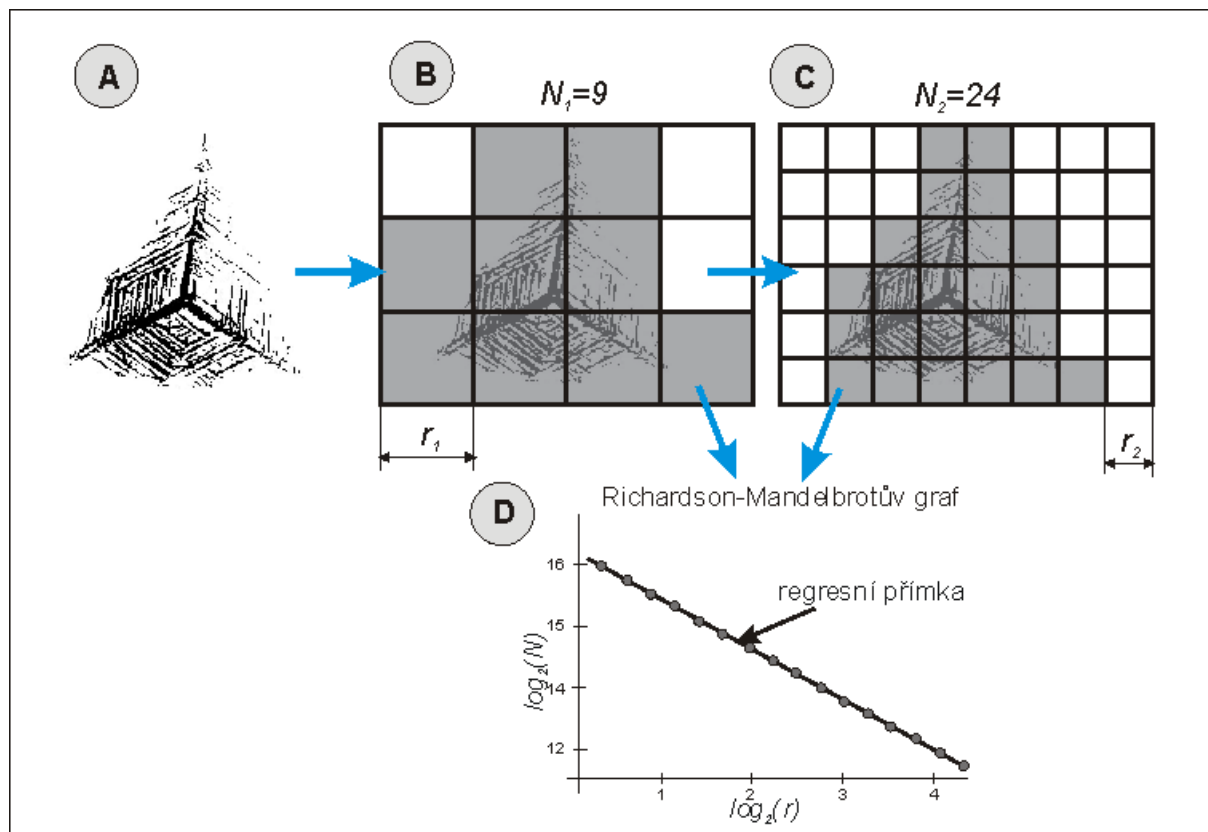 A
B
C
N₁=9
N₂=24
r₁
r₂
Richardson-Mandelbrotův graf
D
16
15
14
12
log₂(N)
regresní přímka
1
2
3
4
log₂(r)